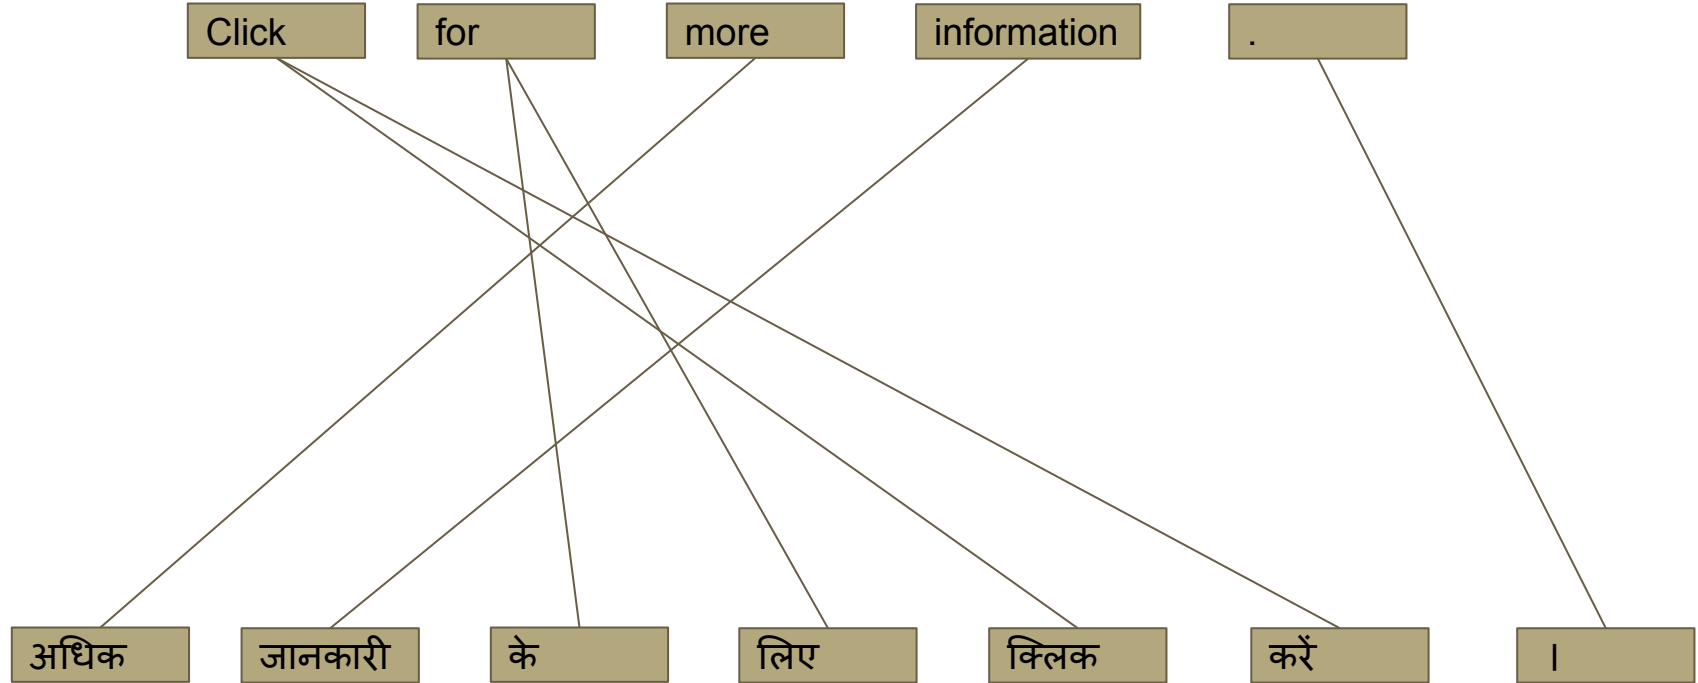 Click for more information .
अधिक जानकारी के लिए क्लिक करें ।